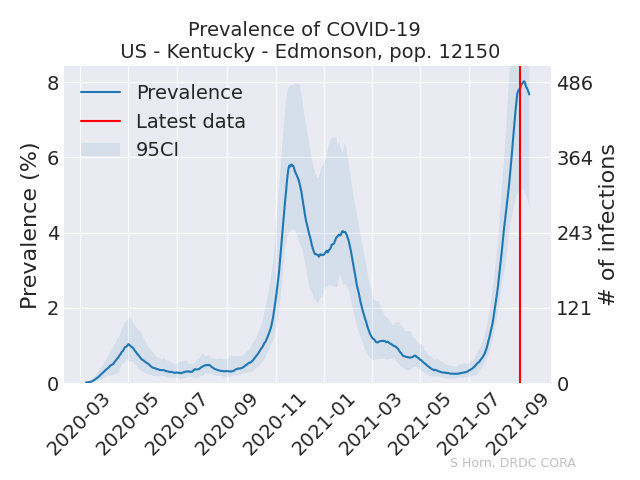 Prevalence of COVID-19
US - Kentucky - Edmonson, pop. 12150
Prevalence
Latest data
95CI
Prevalence (%)
8
6
4
2
0
486
364
243
121
0
# of infections
2020-03
2020-05
2020-07
2020-09
2020-11
2021-01
2021-03
2021-05
2021-07
2021-09
S Horn, DRDC CORA